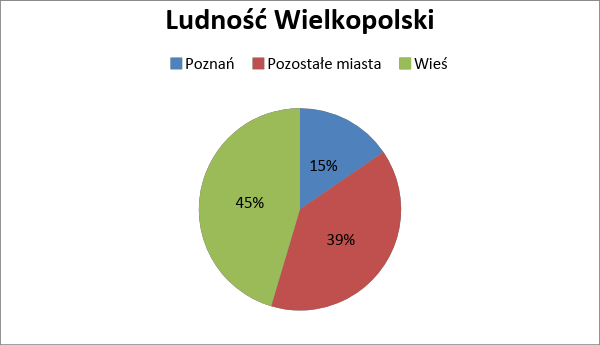 Ludność Wielkopolski
Poznań Pozostałe miasta Wieś
15%
45%
39%